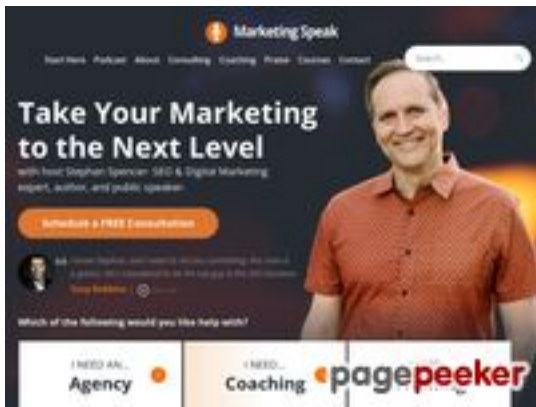 Marketing Speak
Start Here Podcast About Consulting Coaching Praise Courses Contact
Search...
Take Your Marketing
to the Next Level
with host Stephan Spencer- SEO & Digital Marketing
expert, author, and public speaker.
Schedule a FREE Consultation
Tony Robbins
Which of the following would you like help with?
I NEED AN...
Agency
I NEED...
Coaching
pagepeeker